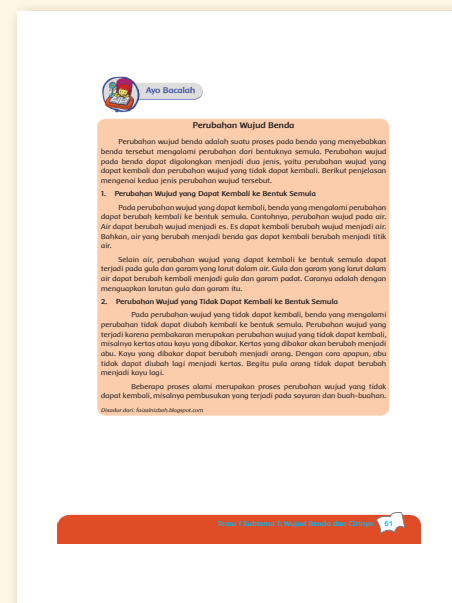 Ayo Bacalah
Perubahan Wujud Benda
Perubahan wujud benda adalah suatu proses pada benda yang menyebabkan
benda tersebut mengalami perubahan dari bentuknya semula. Perubahan wujud
pada benda dapat digolongkan menjadi dua jenis, yaitu perubahan wujud yang
dapat kembali dan perubahan wujud yang tidak dapat kembali. Berikut penjelasan
mengenai kedua jenis perubahan wujud tersebut.
1. Perubahan Wujud yang Dapat Kembali ke Bentuk Semula
Pada perubahan wujud yang dapat kembali, benda yang mengalami perubahan
dapat berubah kembali ke bentuk semula. Contohnya, perubahan wujud pada air.
Air dapat berubah wujud menjadi es. Es dapat kembali berubah wujud menjadi air.
Bahkan, air yang berubah menjadi benda gas dapat kembali berubah menjadi titik
air.
Selain air, perubahan wujud yang dapat kembali ke bentuk semula dapat
terjadi pada gula dan garam yang larut dalam air. Gula dan garam yang larut dalam
air dapat berubah kembali menjadi gula dan garam padat. Caranya adalah dengan
menguapkan larutan gula dan garam itu.
2. Perubahan Wujud yang Tidak Dapat Kembali ke Bentuk Semula
Pada perubahan wujud yang tidak dapat kembali, benda yang mengalami
perubahan tidak dapat diubah kembali ke bentuk semula. Perubahan wujud yang
terjadi karena pembakaran merupakan perubahan wujud yang tidak dapat kembali,
misalnya kertas atau kayu yang dibakar. Kertas yang dibakar akan berubah menjadi
abu. Kayu yang dibakar dapat berubah menjadi arang. Dengan cara apapun, abu
tidak dapat diubah lagi menjadi kertas. Begitu pula arang tidak dapat berubah
menjadi kayu lagi.
Beberapa proses alami merupakan proses perubahan wujud yang tidak
dapat kembali, misalnya pembusukan yang terjadi pada sayuran dan buah-buahan.
Disadur dari: faizalnizbah.blogspot.com
Tema 1 Subtema 1: Wujud Benda dan Cirinya 61